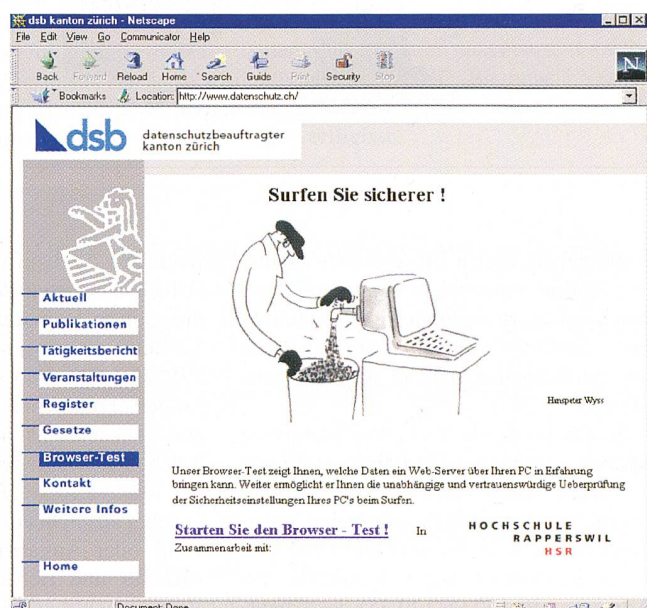 dsb kanton zürich - Netscape
File Edit View Go Communicator Help
Back Forward Reload Home Search Guide Print Security Stop
N
Bookmarks Location: http://www.datenschutz.ch/
dsb datenschutzbeauftragter
kanton zürich
Surfen Sie sicherer !
Aktuell
Publikationen
Tätigkeitsbericht
Veranstaltungen
Register
Gesetze
Browser-Test
Kontakt
Weitere Infos
Home
Hanspeter Wyss
Unser Browser-Test zeigt Ihnen, welche Daten ein Web-Server über Ihren PC in Erfahrung
bringen kann. Weiter ermöglicht er Ihnen die unabhängige und vertrauenswürdige Ueberprüfung
der Sicherheitseinstellungen Ihres PC's beim Surfen.
Starten Sie den Browser - Test ! In
Zusammenarbeit mit:
HOCHSCHULE
RAPPERSWIL
HSR
Document: Done